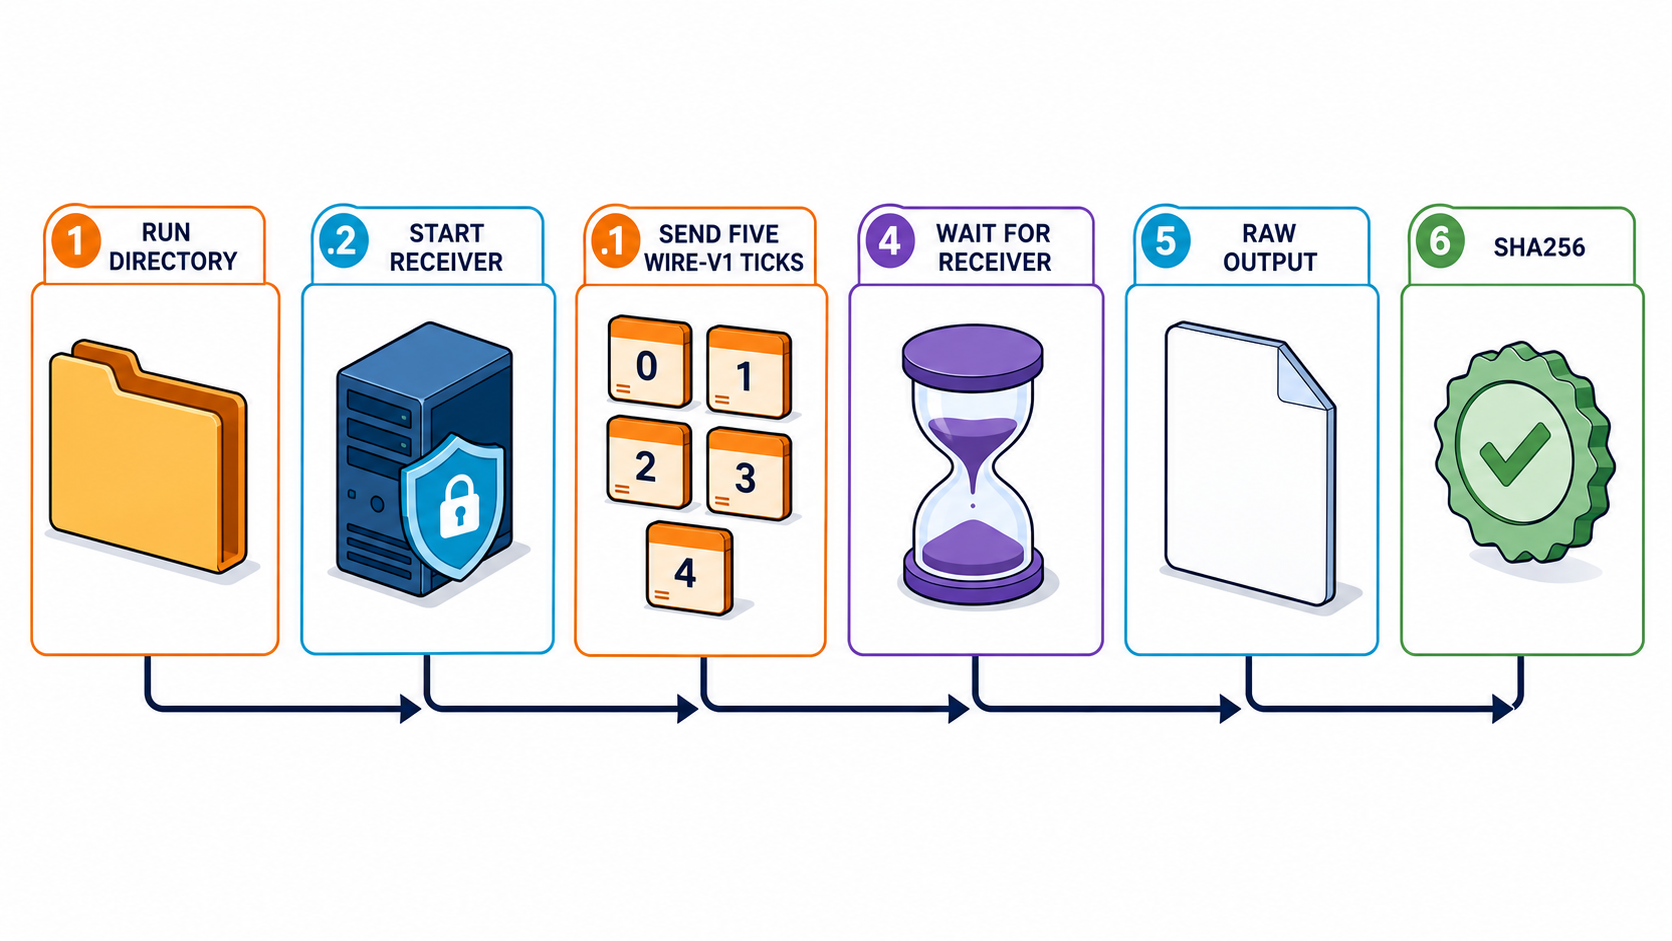 1
RUN
DIRECTORY
.2
START
RECEIVER
.1
SEND FIVE
WIRE-V1 TICKS
4
WAIT FOR
RECEIVER
5
RAW
OUTPUT
6
SHA256
0
1
2
3
4